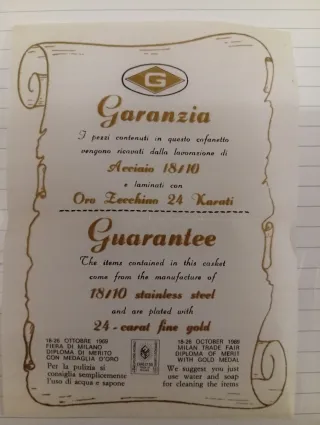 G
Garanzia
I pezzi contenuti in questo cofanetto
vengono ricavati dalla lavorazione di
Acciaio 18/10
e laminati con
Oro Zecchino 24 Karati
Guarantee
The items contained in this casket
come from the manufacture of
18/10 stainless steel
and are plated with
24-carat fine gold
18-26 OTTOBRE 1969
FIERA DI MILANO
DIPLOMA DI MERITO
CON MEDAGLIA D'ORO
Per la pulizia si
consiglia semplicemente
l'uso di acqua e sapone
18-26 OCTOBER 1969
MILAN TRADE FAIR
DIPLOMA OF MERIT
WITH GOLD MEDAL
We suggest you just
use water and soap
for cleaning the items